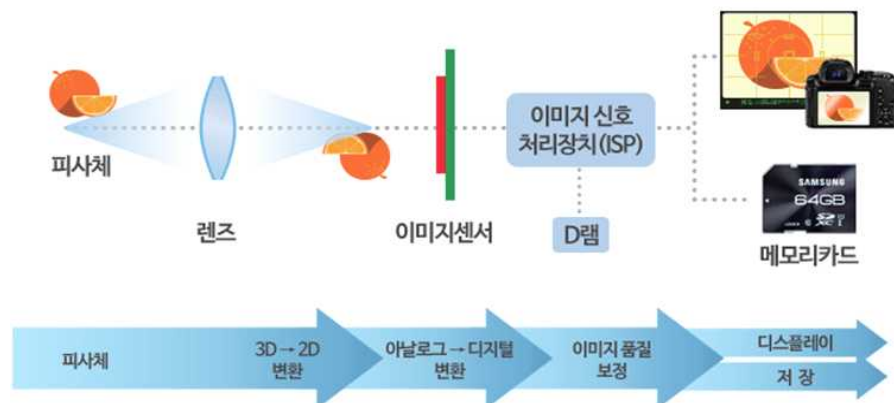 피사체
렌즈
이미지센서
이미지 신호
처리장치(ISP)
D램
SAMSUNG
64GB
메모리카드
피사체
3D → 2D
변환
아날로그 → 디지털
변환
이미지 품질
보정
디스플레이
저 장